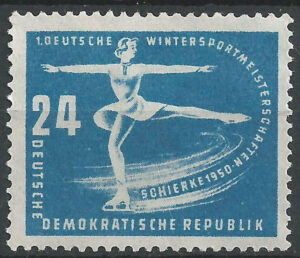 1.DEUTSCHE WINTERSPORTMEISTERSCHAFTEN
24
SCHIERKE 1950
DEUTSCHE
DEMOKRATISCHE REPUBLIK